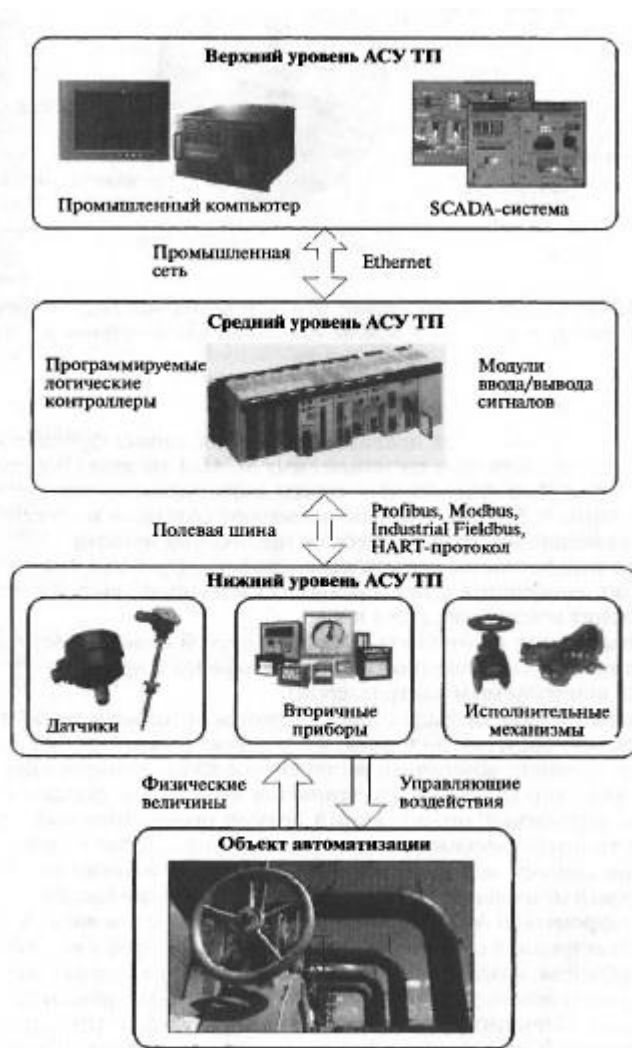 Верхний уровень АСУ ТП
Промышленный компьютер
SCADA-система
Промышленная
сеть
Ethernet
Средний уровень АСУ ТП
Программируемые
логические
контроллеры
Модули
ввода/вывода
сигналов
Полевая шина
Profibus, Modbus,
Industrial Fieldbus,
HART-протокол
Нижний уровень АСУ ТП
Датчики
Вторичные
приборы
Исполнительные
механизмы
Физические
величины
Управляющие
воздействия
Объект автоматизации